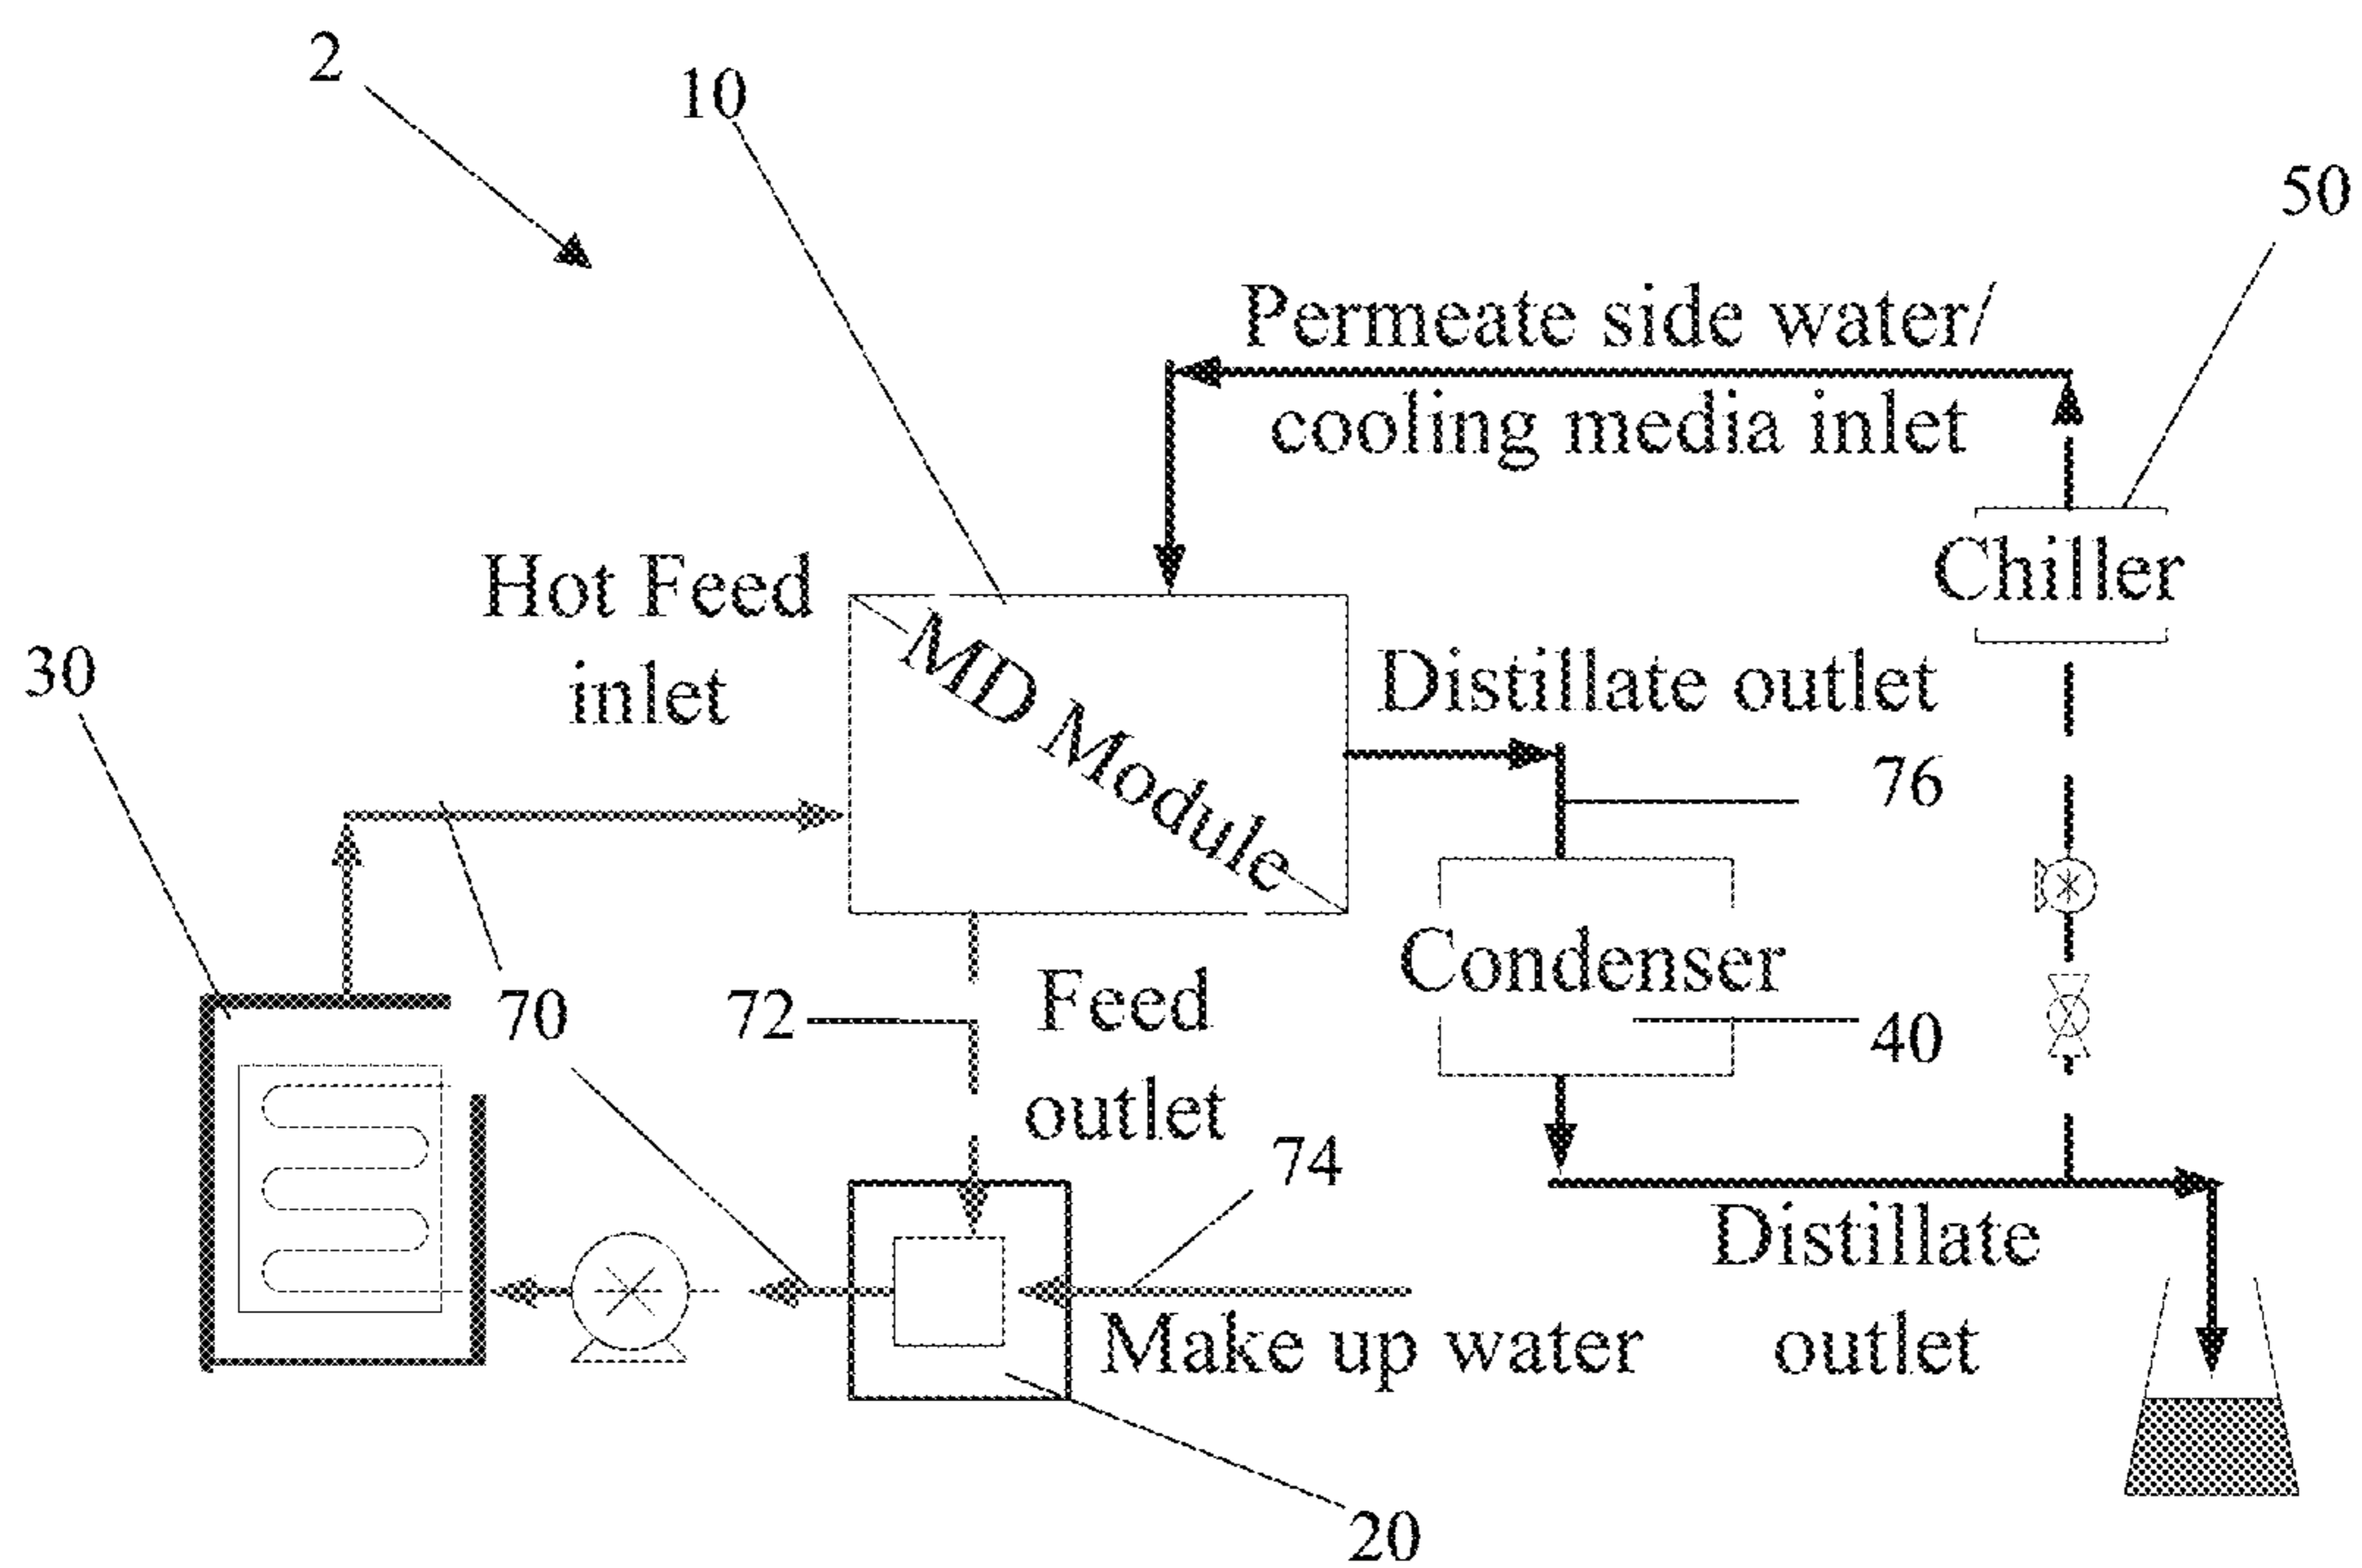 2
10
50
Permeate side water/
cooling media inlet
Chiller
Hot Feed
inlet
30
MD Module
Distillate outlet
76
Condenser
40
70
72
Feed
outlet
74
Distillate
outlet
Make up water
20